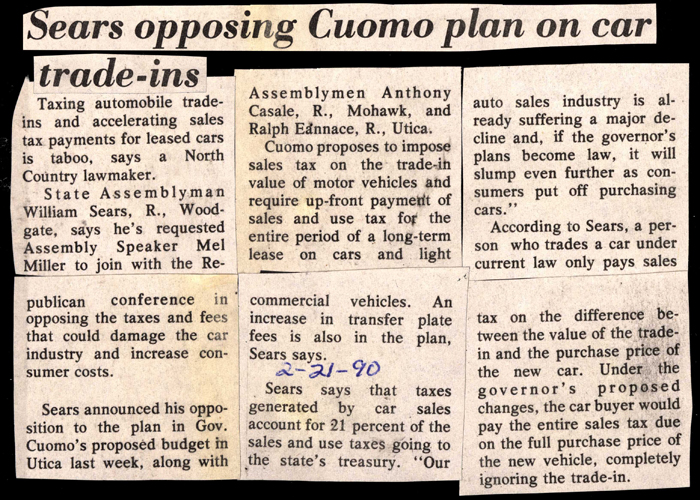 Sears opposing Cuomo plan on car
trade-ins
Taxing automobile trade-
ins and accelerating sales
tax payments for leased cars
is taboo, says a North
Country lawmaker.
State Assemblyman
William Sears, R., Wood-
gate, says he's requested
Assembly Speaker Mel
Miller to join with the Re-
publican conference in
opposing the taxes and fees
that could damage the car
industry and increase con-
sumer costs.
Sears announced his oppo-
sition to the plan in Gov.
Cuomo's proposed budget in
Utica last week, along with
Assemblymen Anthony
Casale, R., Mohawk, and
Ralph Eannace, R., Utica.
Cuomo proposes to impose
sales tax on the trade-in
value of motor vehicles and
require up-front payment of
sales and use tax for the
entire period of a long-term
lease on cars and light
commercial vehicles. An
increase in transfer plate
fees is also in the plan,
Sears says.
2-21-90
Sears says that taxes
generated by car sales
account for 21 percent of the
sales and use taxes going to
the state's treasury. "Our
auto sales industry is al-
ready suffering a major de-
cline and, if the governor's
plans become law, it will
slump even further as con-
sumers put off purchasing
cars."
According to Sears, a per-
son who trades a car under
current law only pays sales
tax on the difference be-
tween the value of the trade-
in and the purchase price of
the new car. Under the
governor's proposed
changes, the car buyer would
pay the entire sales tax due
on the full purchase price of
the new vehicle, completely
ignoring the trade-in.